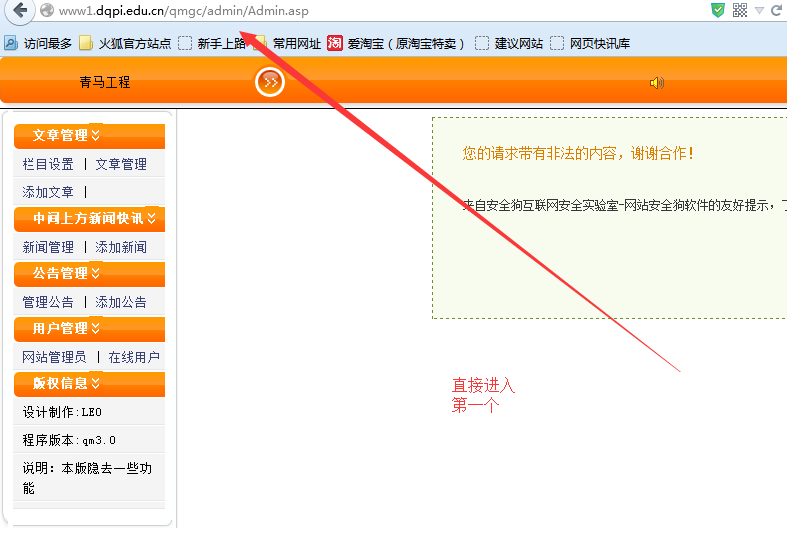 www1.dqpi.edu.cn/qmgc/admin/Admin.asp
访问最多 火狐官方站点 新手上路 常用网址 淘 爱淘宝（原淘宝特卖） 建议网站 网页快讯库
青马工程
文章管理
栏目设置 | 文章管理
添加文章 |
中间上方新闻快讯
新闻管理 | 添加新闻
公告管理
管理公告 | 添加公告
用户管理
网站管理员 | 在线用户
版权信息
设计制作:LEO
程序版本:qm3.0
说明：本版隐去一些功
能
您的请求带有非法的内容，谢谢合作!
来自安全狗互联网安全实验室-网站安全狗软件的友好提示，
直接进入
第一个